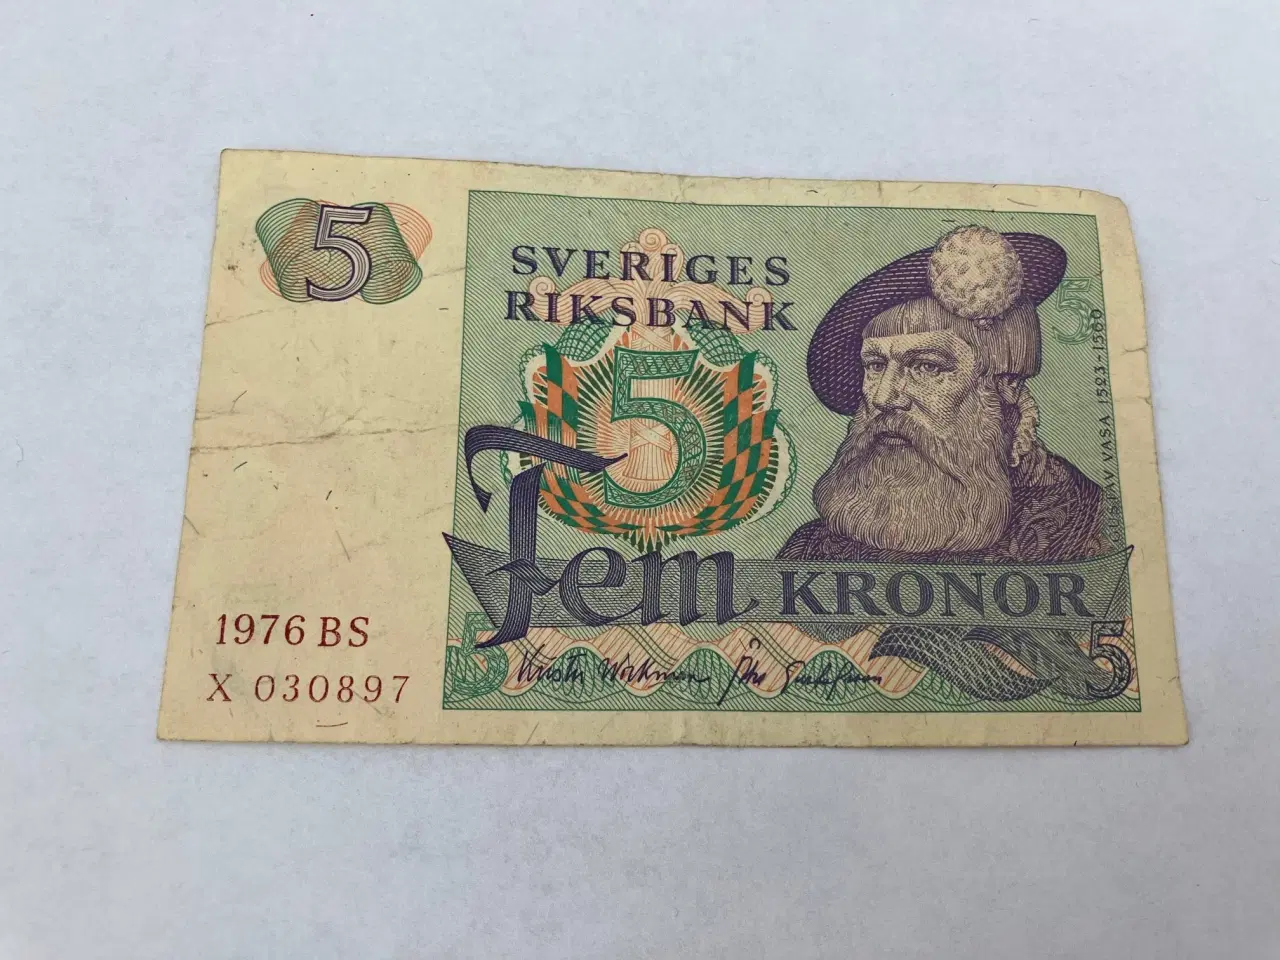 5
SVERIGES
RIKSBANK
5
5
GUSTAV VASA 1523-1560
Fem KRONOR
1976 BS
X 030897
5
5